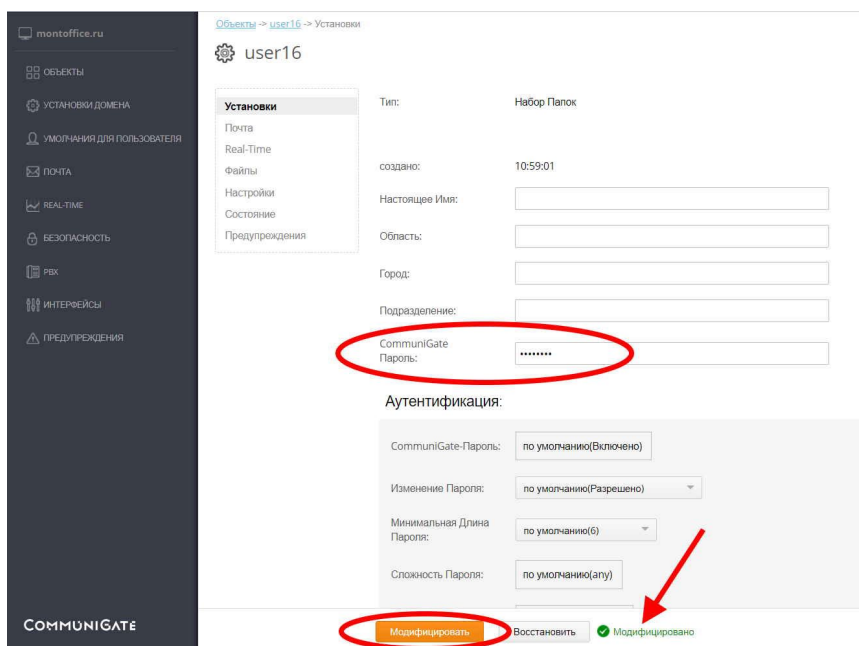 montoffice.ru
ОБЪЕКТЫ
УСТАНОВКИ ДОМЕНА
УМОЛЧАНИЯ ДЛЯ ПОЛЬЗОВАТЕЛЯ
ПОЧТА
REAL-TIME
БЕЗОПАСНОСТЬ
PBX
ИНТЕРФЕЙСЫ
ПРЕДУПРЕЖДЕНИЯ
COMMUNIGATE
Объекты -> user16 -> Установки
user16
Установки
Почта
Real-Time
Файлы
Настройки
Состояние
Предупреждения
Тип: Набор Папок
создано: 10:59:01
Настоящее Имя:
Область:
Город:
Подразделение:
CommuniGate
Пароль: ••••••••
Аутентификация:
CommuniGate-Пароль: по умолчанию(Включено)
Изменение Пароля: по умолчанию(Разрешено)
Минимальная Длина
Пароля: по умолчанию(6)
Сложность Пароля: по умолчанию(any)
Модифицировать Восстановить Модифицировано